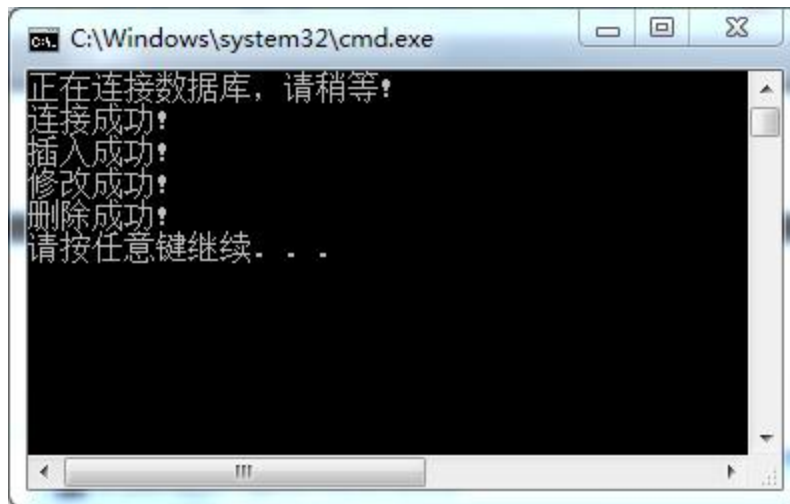 C:\Windows\system32\cmd.exe
正在连接数据库，请稍等！
连接成功！
插入成功！
修改成功！
删除成功！
请按任意键继续. . .